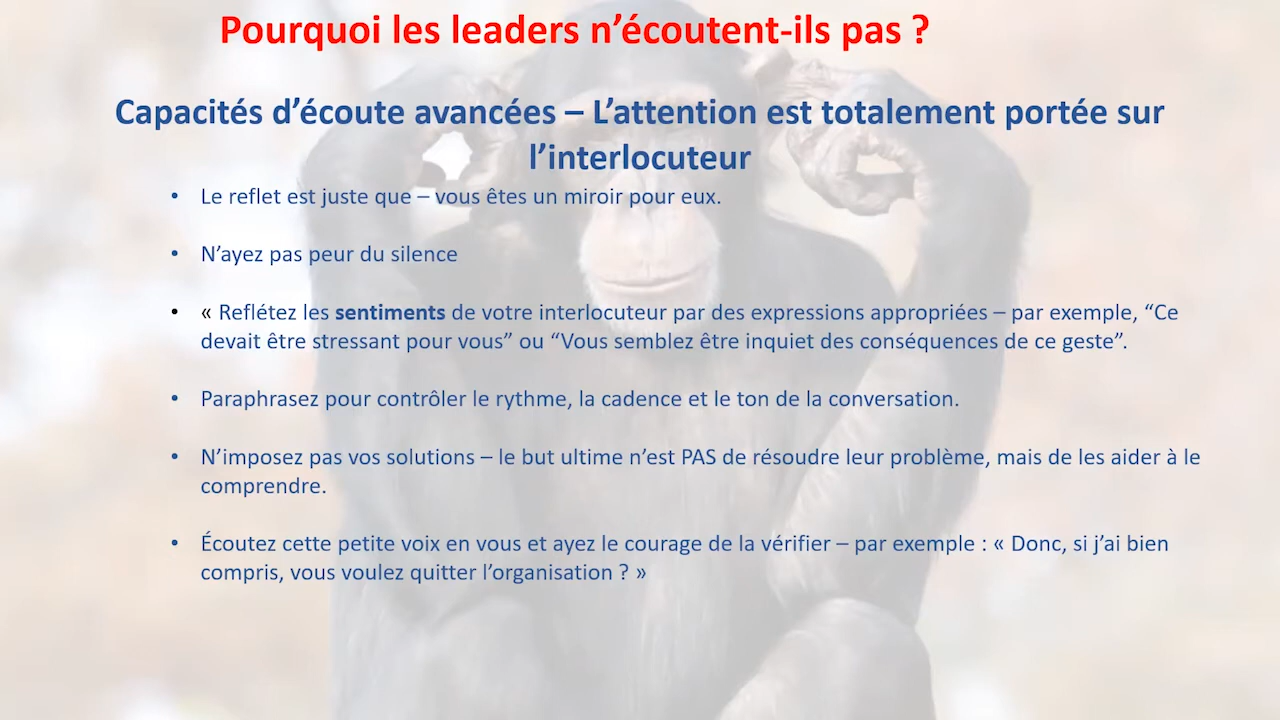 Pourquoi les leaders n’écoutent-ils pas ?
Capacités d’écoute avancées – L’attention est totalement portée sur
l’interlocuteur
• Le reflet est juste que – vous êtes un miroir pour eux.
• N’ayez pas peur du silence
• « Reflétez les sentiments de votre interlocuteur par des expressions appropriées – par exemple, “Ce
devait être stressant pour vous” ou “Vous semblez être inquiet des conséquences de ce geste”.
• Paraphrasez pour contrôler le rythme, la cadence et le ton de la conversation.
• N’imposez pas vos solutions – le but ultime n’est PAS de résoudre leur problème, mais de les aider à le
comprendre.
• Écoutez cette petite voix en vous et ayez le courage de la vérifier – par exemple : « Donc, si j’ai bien
compris, vous voulez quitter l’organisation ? »